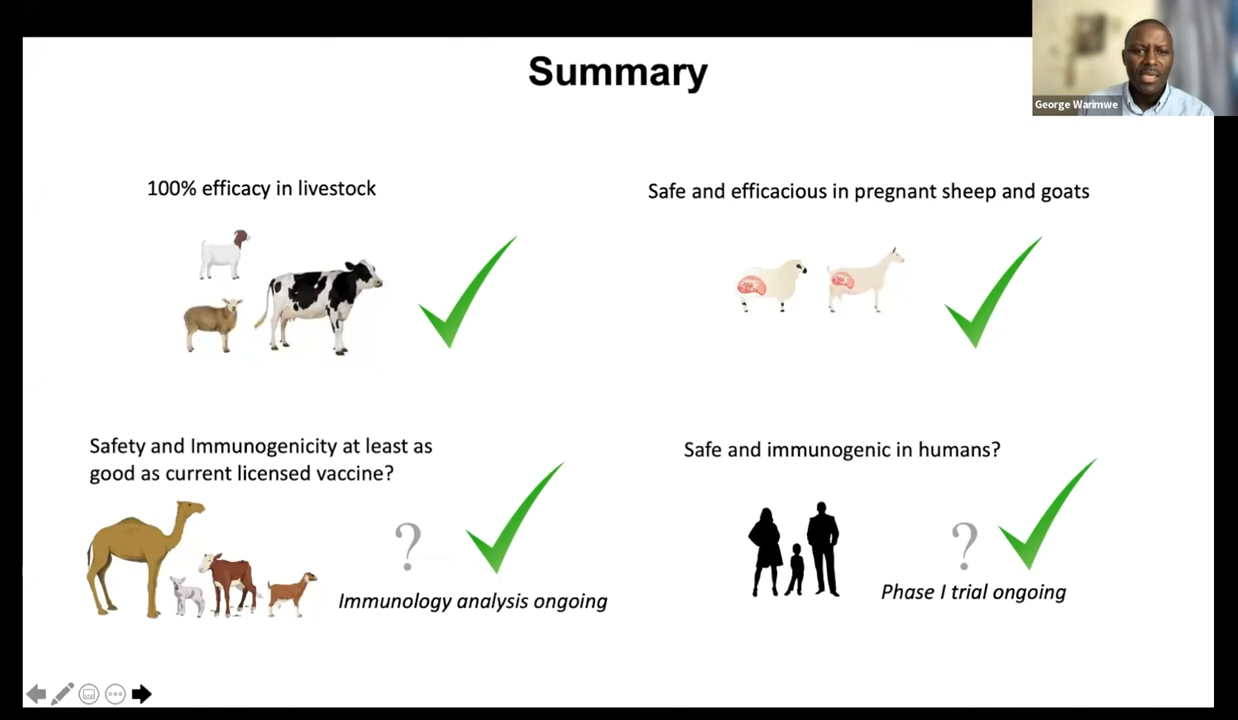 Summary
George Warimwe
100% efficacy in livestock
Safe and efficacious in pregnant sheep and goats
Safety and Immunogenicity at least as
good as current licensed vaccine?
?
Immunology analysis ongoing
Safe and immunogenic in humans?
?
Phase I trial ongoing